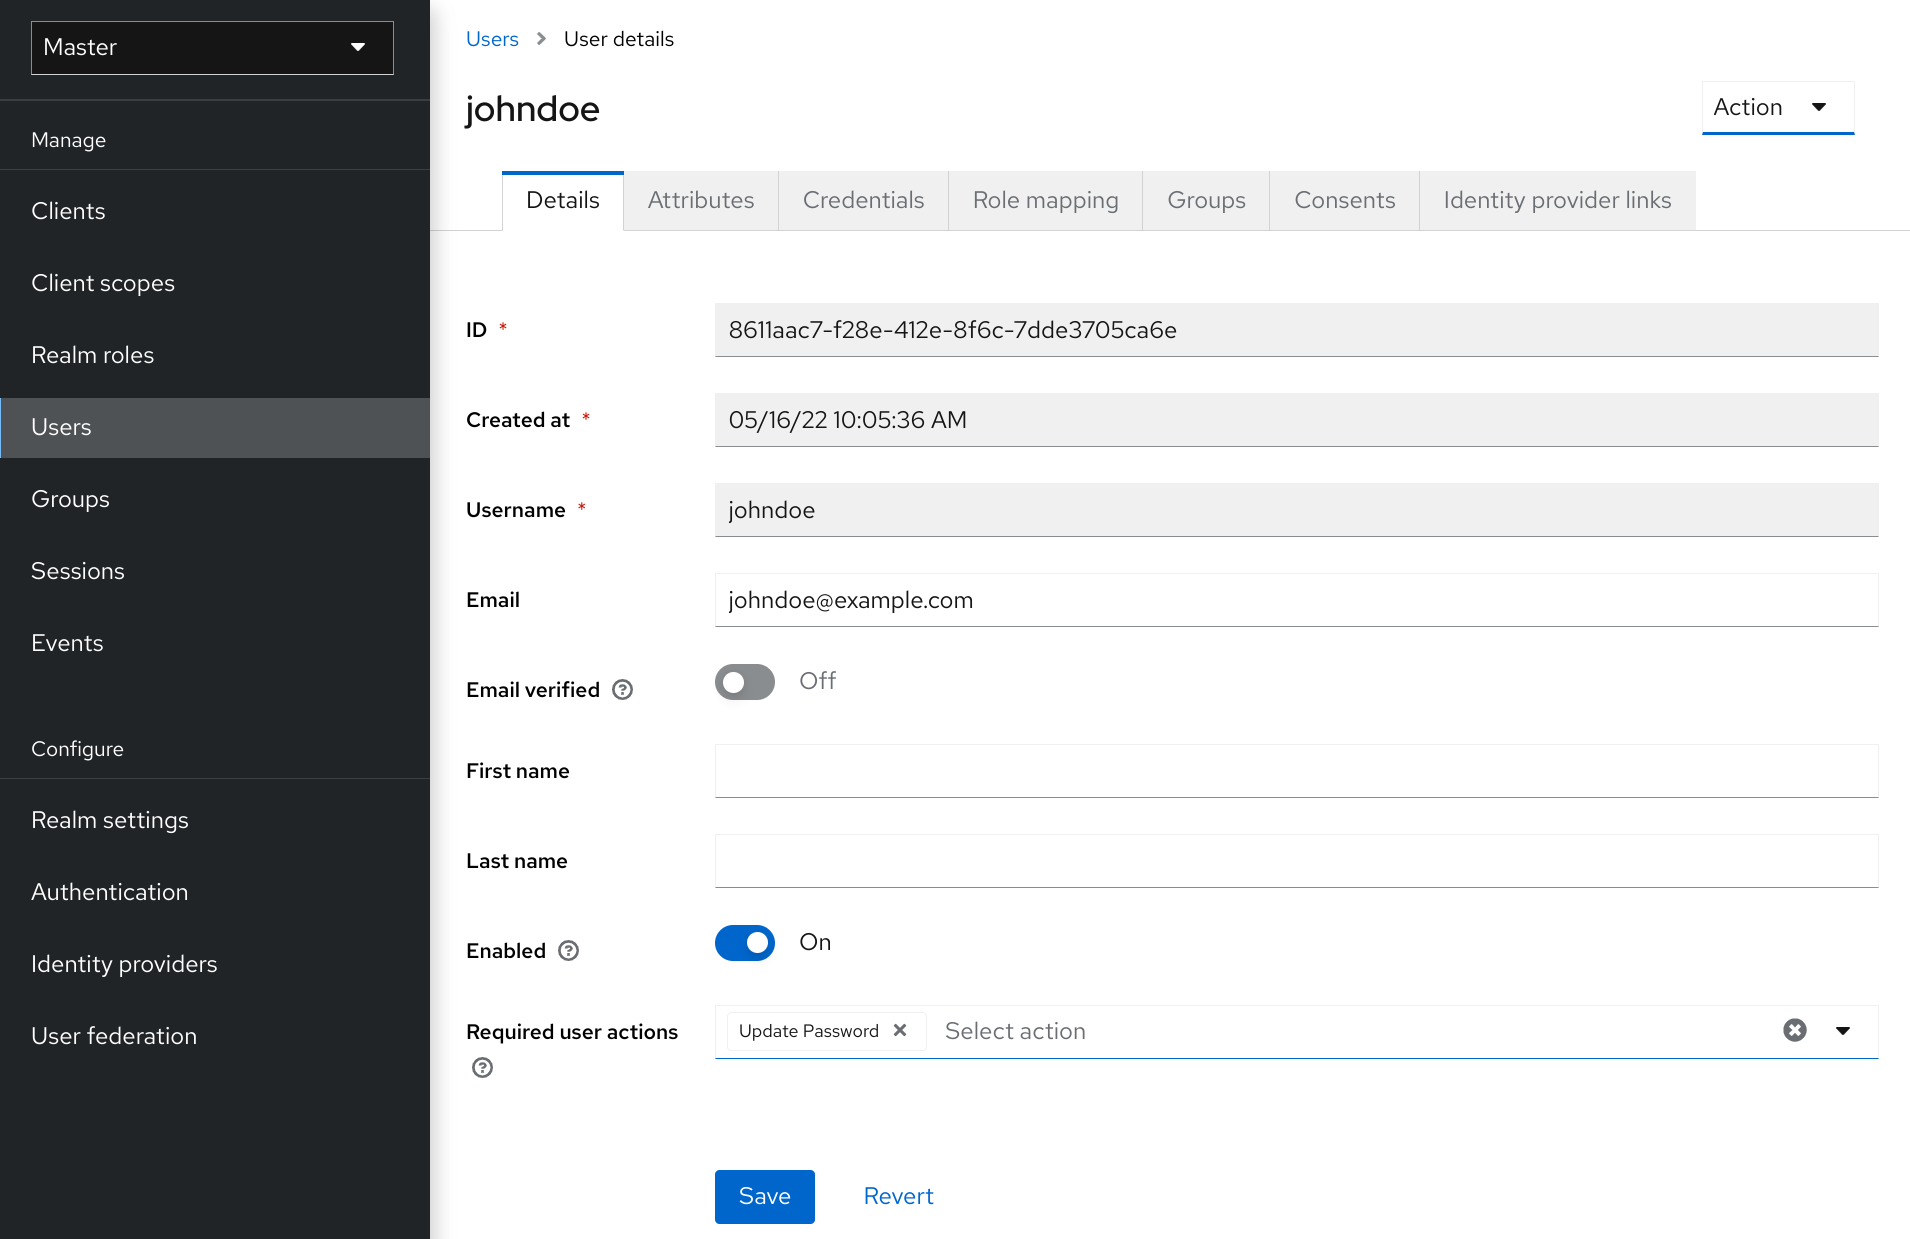 Master
Manage
Clients
Client scopes
Realm roles
Users
Groups
Sessions
Events
Configure
Realm settings
Authentication
Identity providers
User federation
Users > User details
johndoe
Action
Details Attributes Credentials Role mapping Groups Consents Identity provider links
ID * 8611aac7-f28e-412e-8f6c-7dde3705ca6e
Created at * 05/16/22 10:05:36 AM
Username * johndoe
Email johndoe@example.com
Email verified Off
First name
Last name
Enabled On
Required user actions Update Password Select action
Save Revert